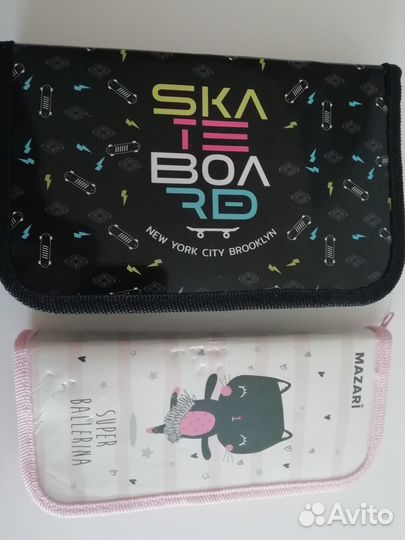 SKA
TE
BOA
RD
NEW YORK CITY BROOKLYN
MAZARI
SUPER
BALLERINA
Avito